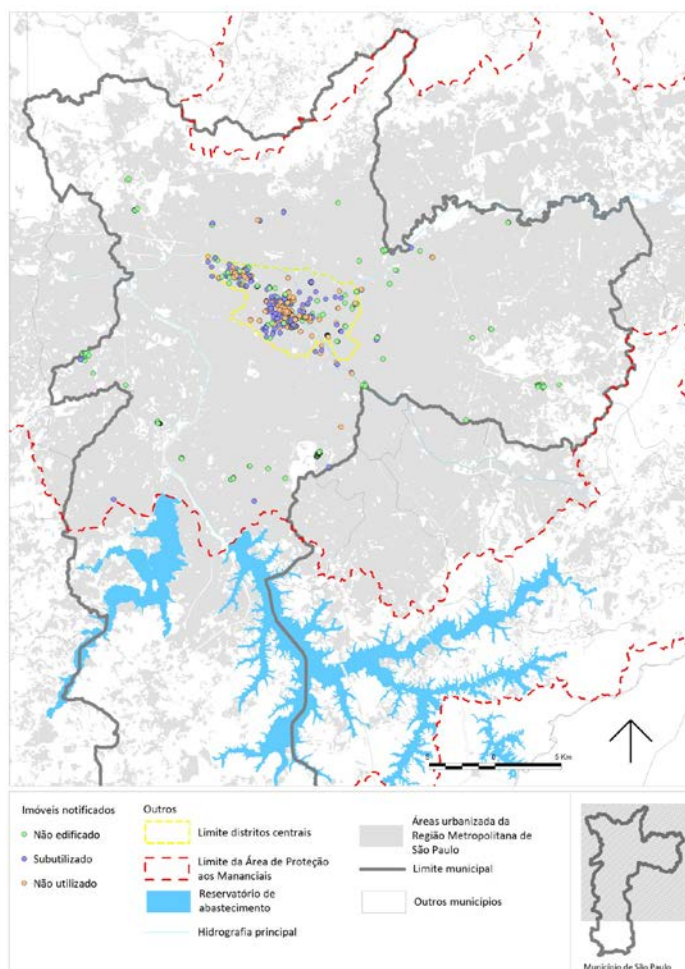 5 0 5 Km
Imóveis notificados
Não edificado
Subutilizado
Não utilizado
Outros
Limite distritos centrais
Limite da Área de Proteção
aos Mananciais
Reservatório de
abastecimento
Hidrografia principal
Áreas urbanizada da
Região Metropolitana de
São Paulo
Limite municipal
Outros municípios
Município de São Paulo